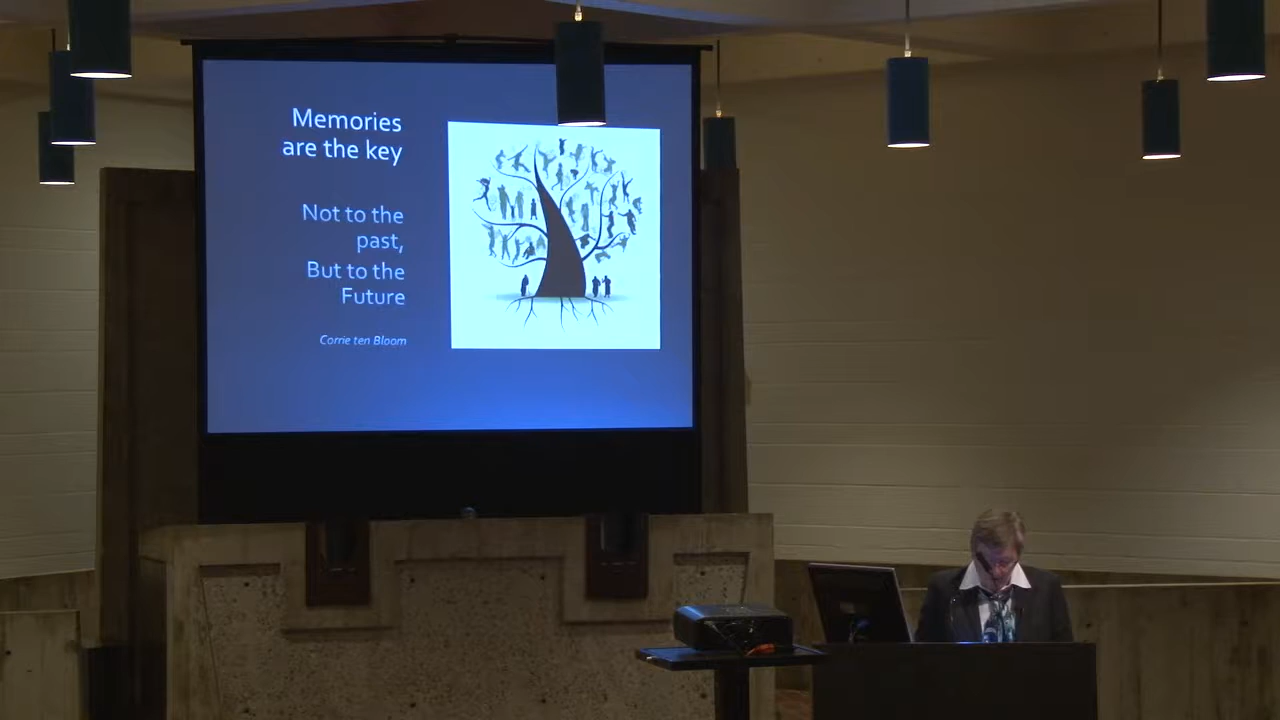 Memories
are the key
Not to the
past,
But to the
Future
Corrie ten Bloom